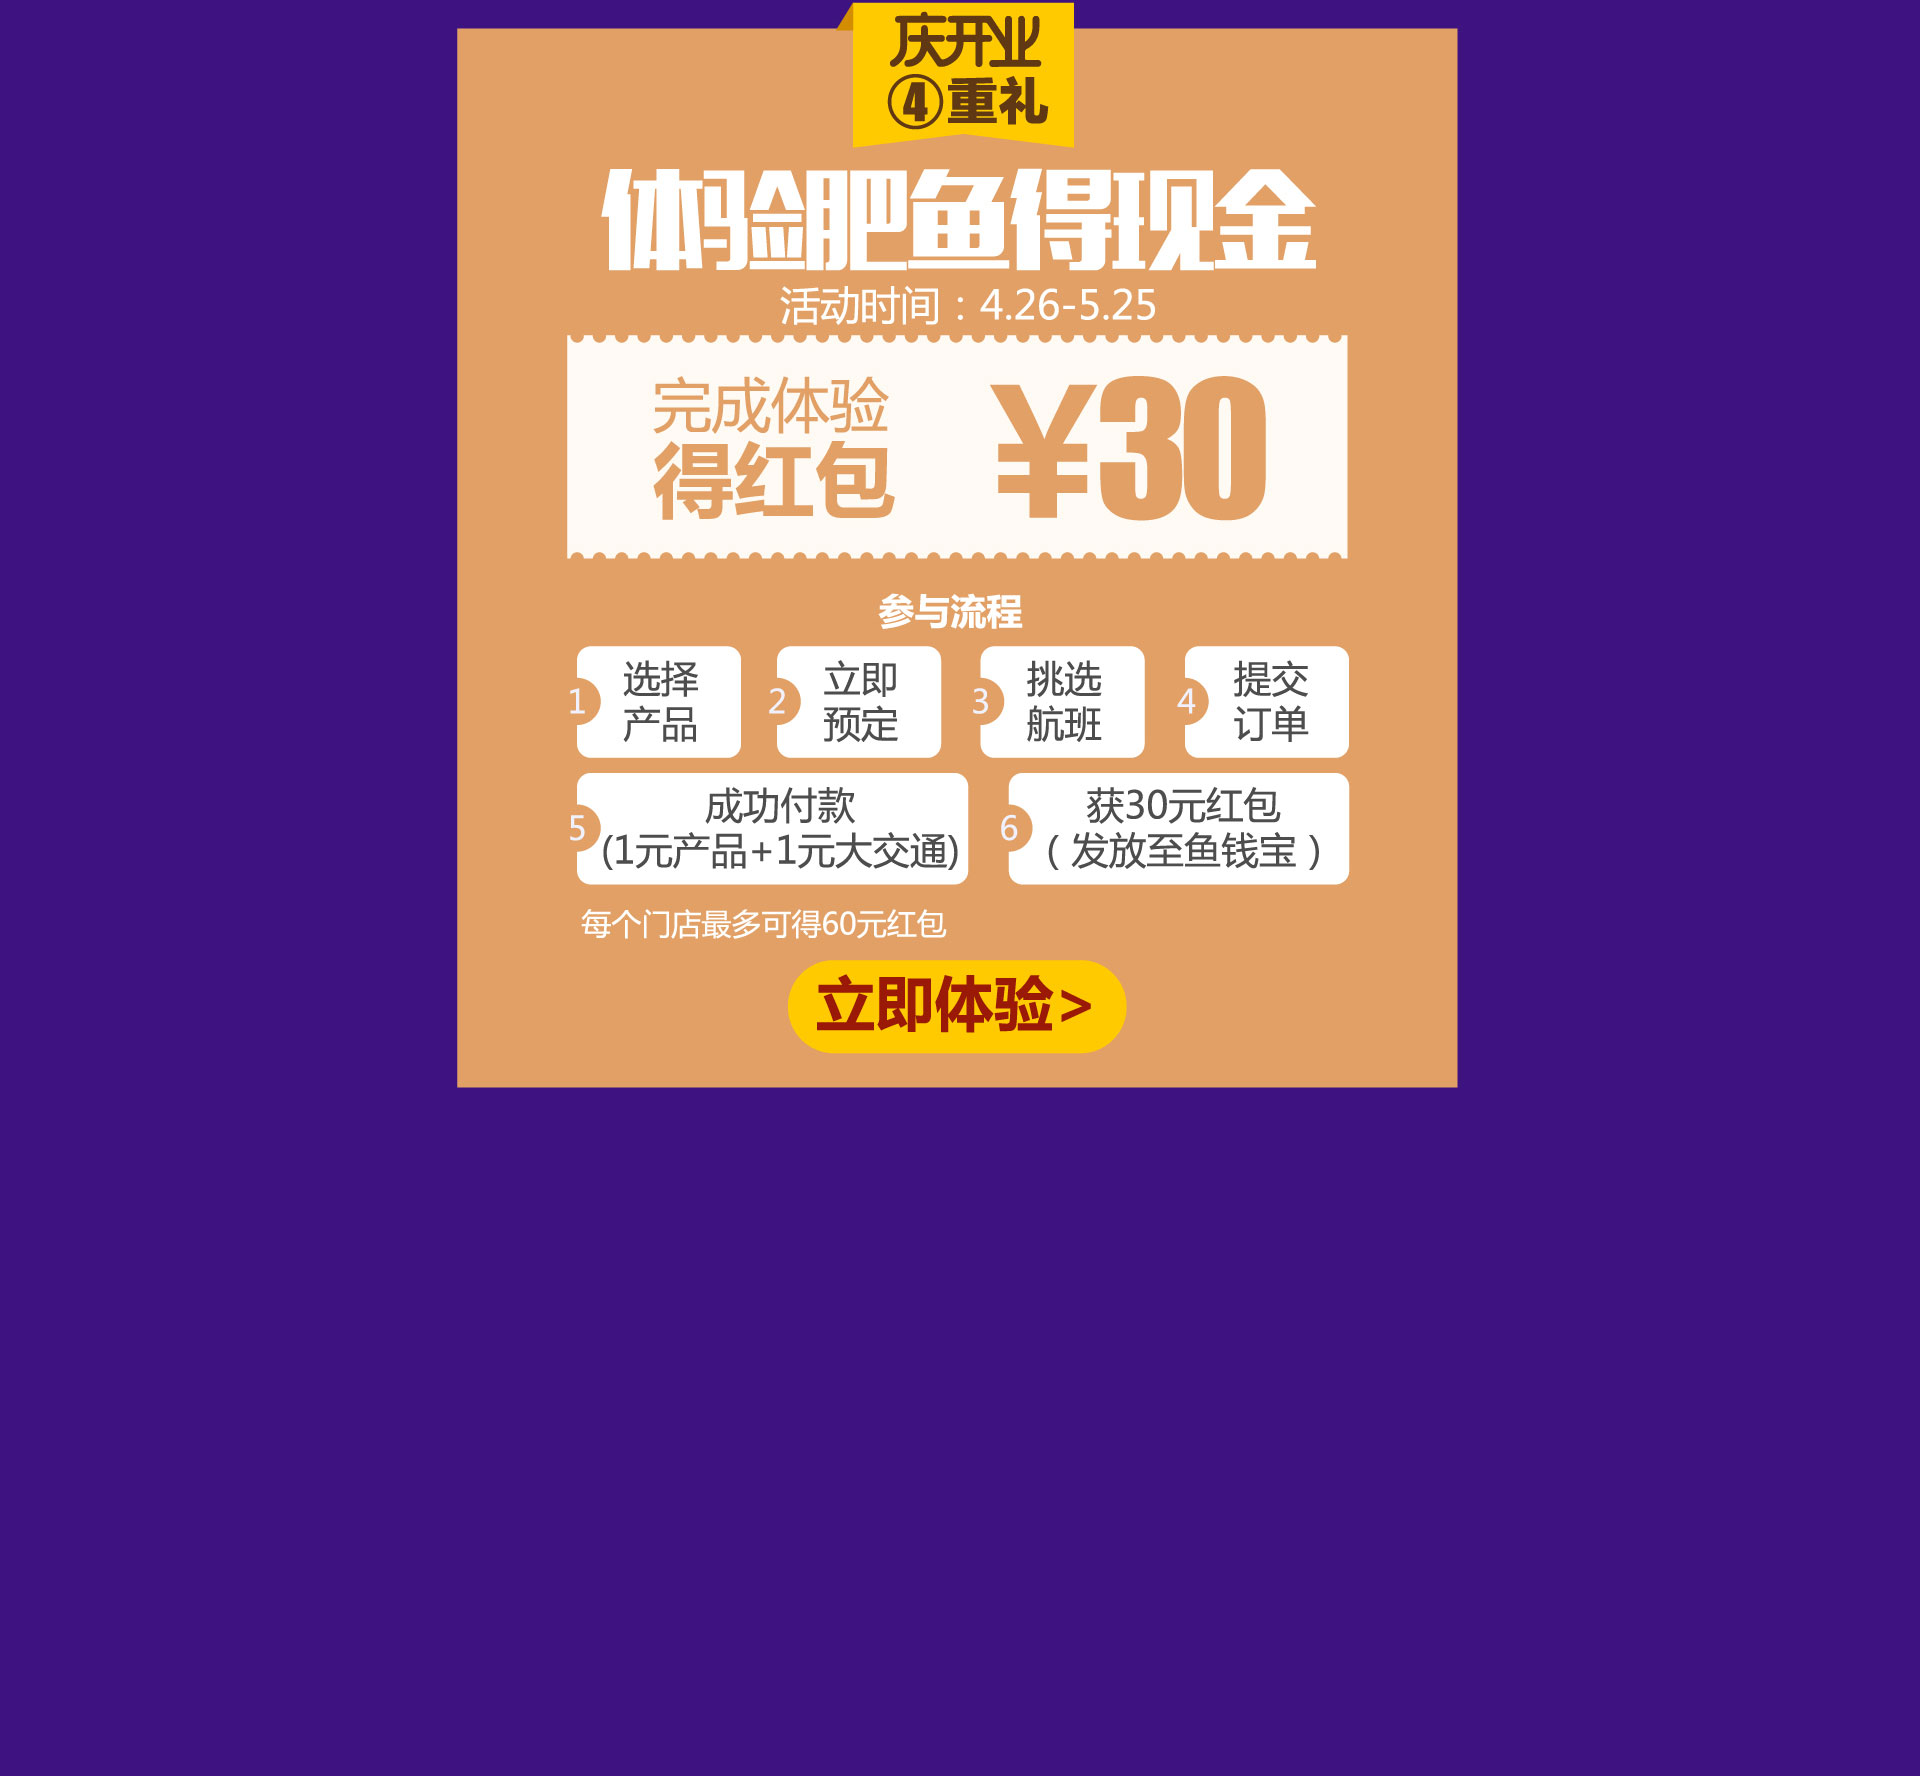 庆开业
④重礼
体验肥鱼得现金
活动时间：4.26-5.25
完成体验
得红包
¥30
参与流程
1 选择
产品
2 立即
预定
3 挑选
航班
4 提交
订单
5 成功付款
(1元产品+1元大交通)
6 获30元红包
（发放至鱼钱宝）
每个门店最多可得60元红包
立即体验>